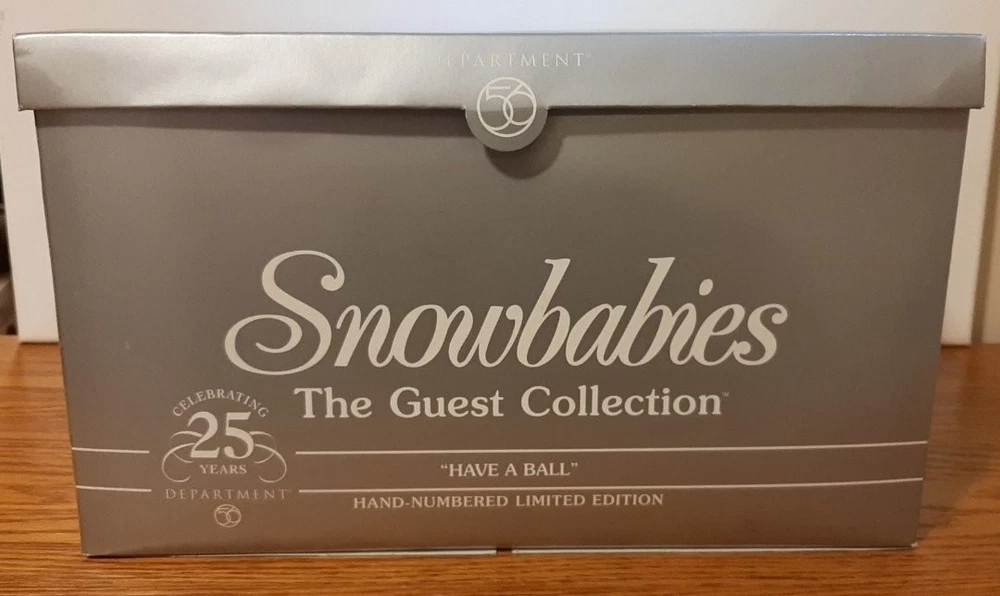 DEPARTMENT
56
Snowbabies
The Guest Collection™
CELEBRATING
25
YEARS
DEPARTMENT
56
"HAVE A BALL"
HAND-NUMBERED LIMITED EDITION